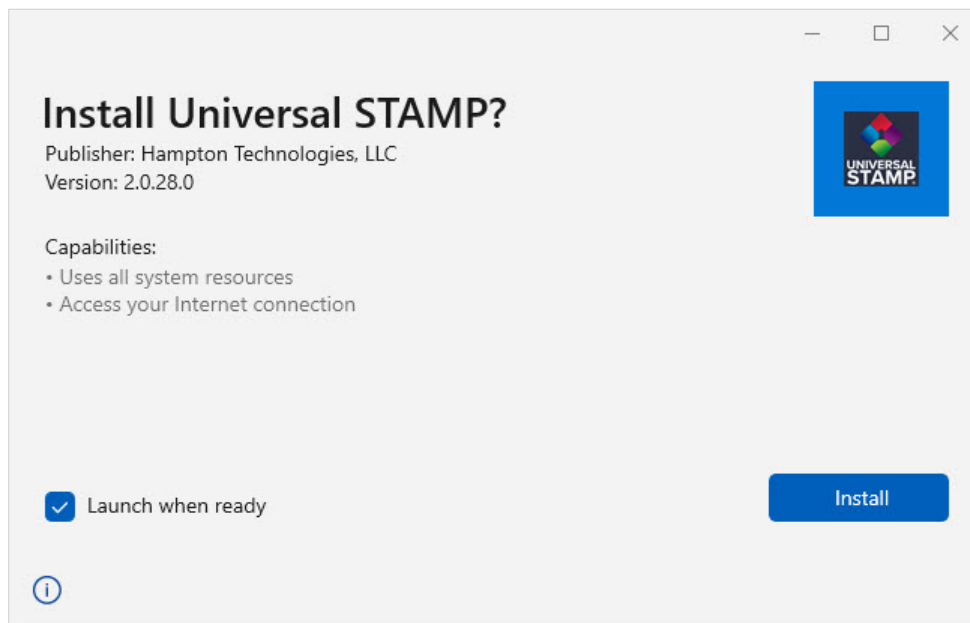 Install Universal STAMP?
Publisher: Hampton Technologies, LLC
Version: 2.0.28.0
UNIVERSAL
STAMP
Capabilities:
• Uses all system resources
• Access your Internet connection
Launch when ready
Install